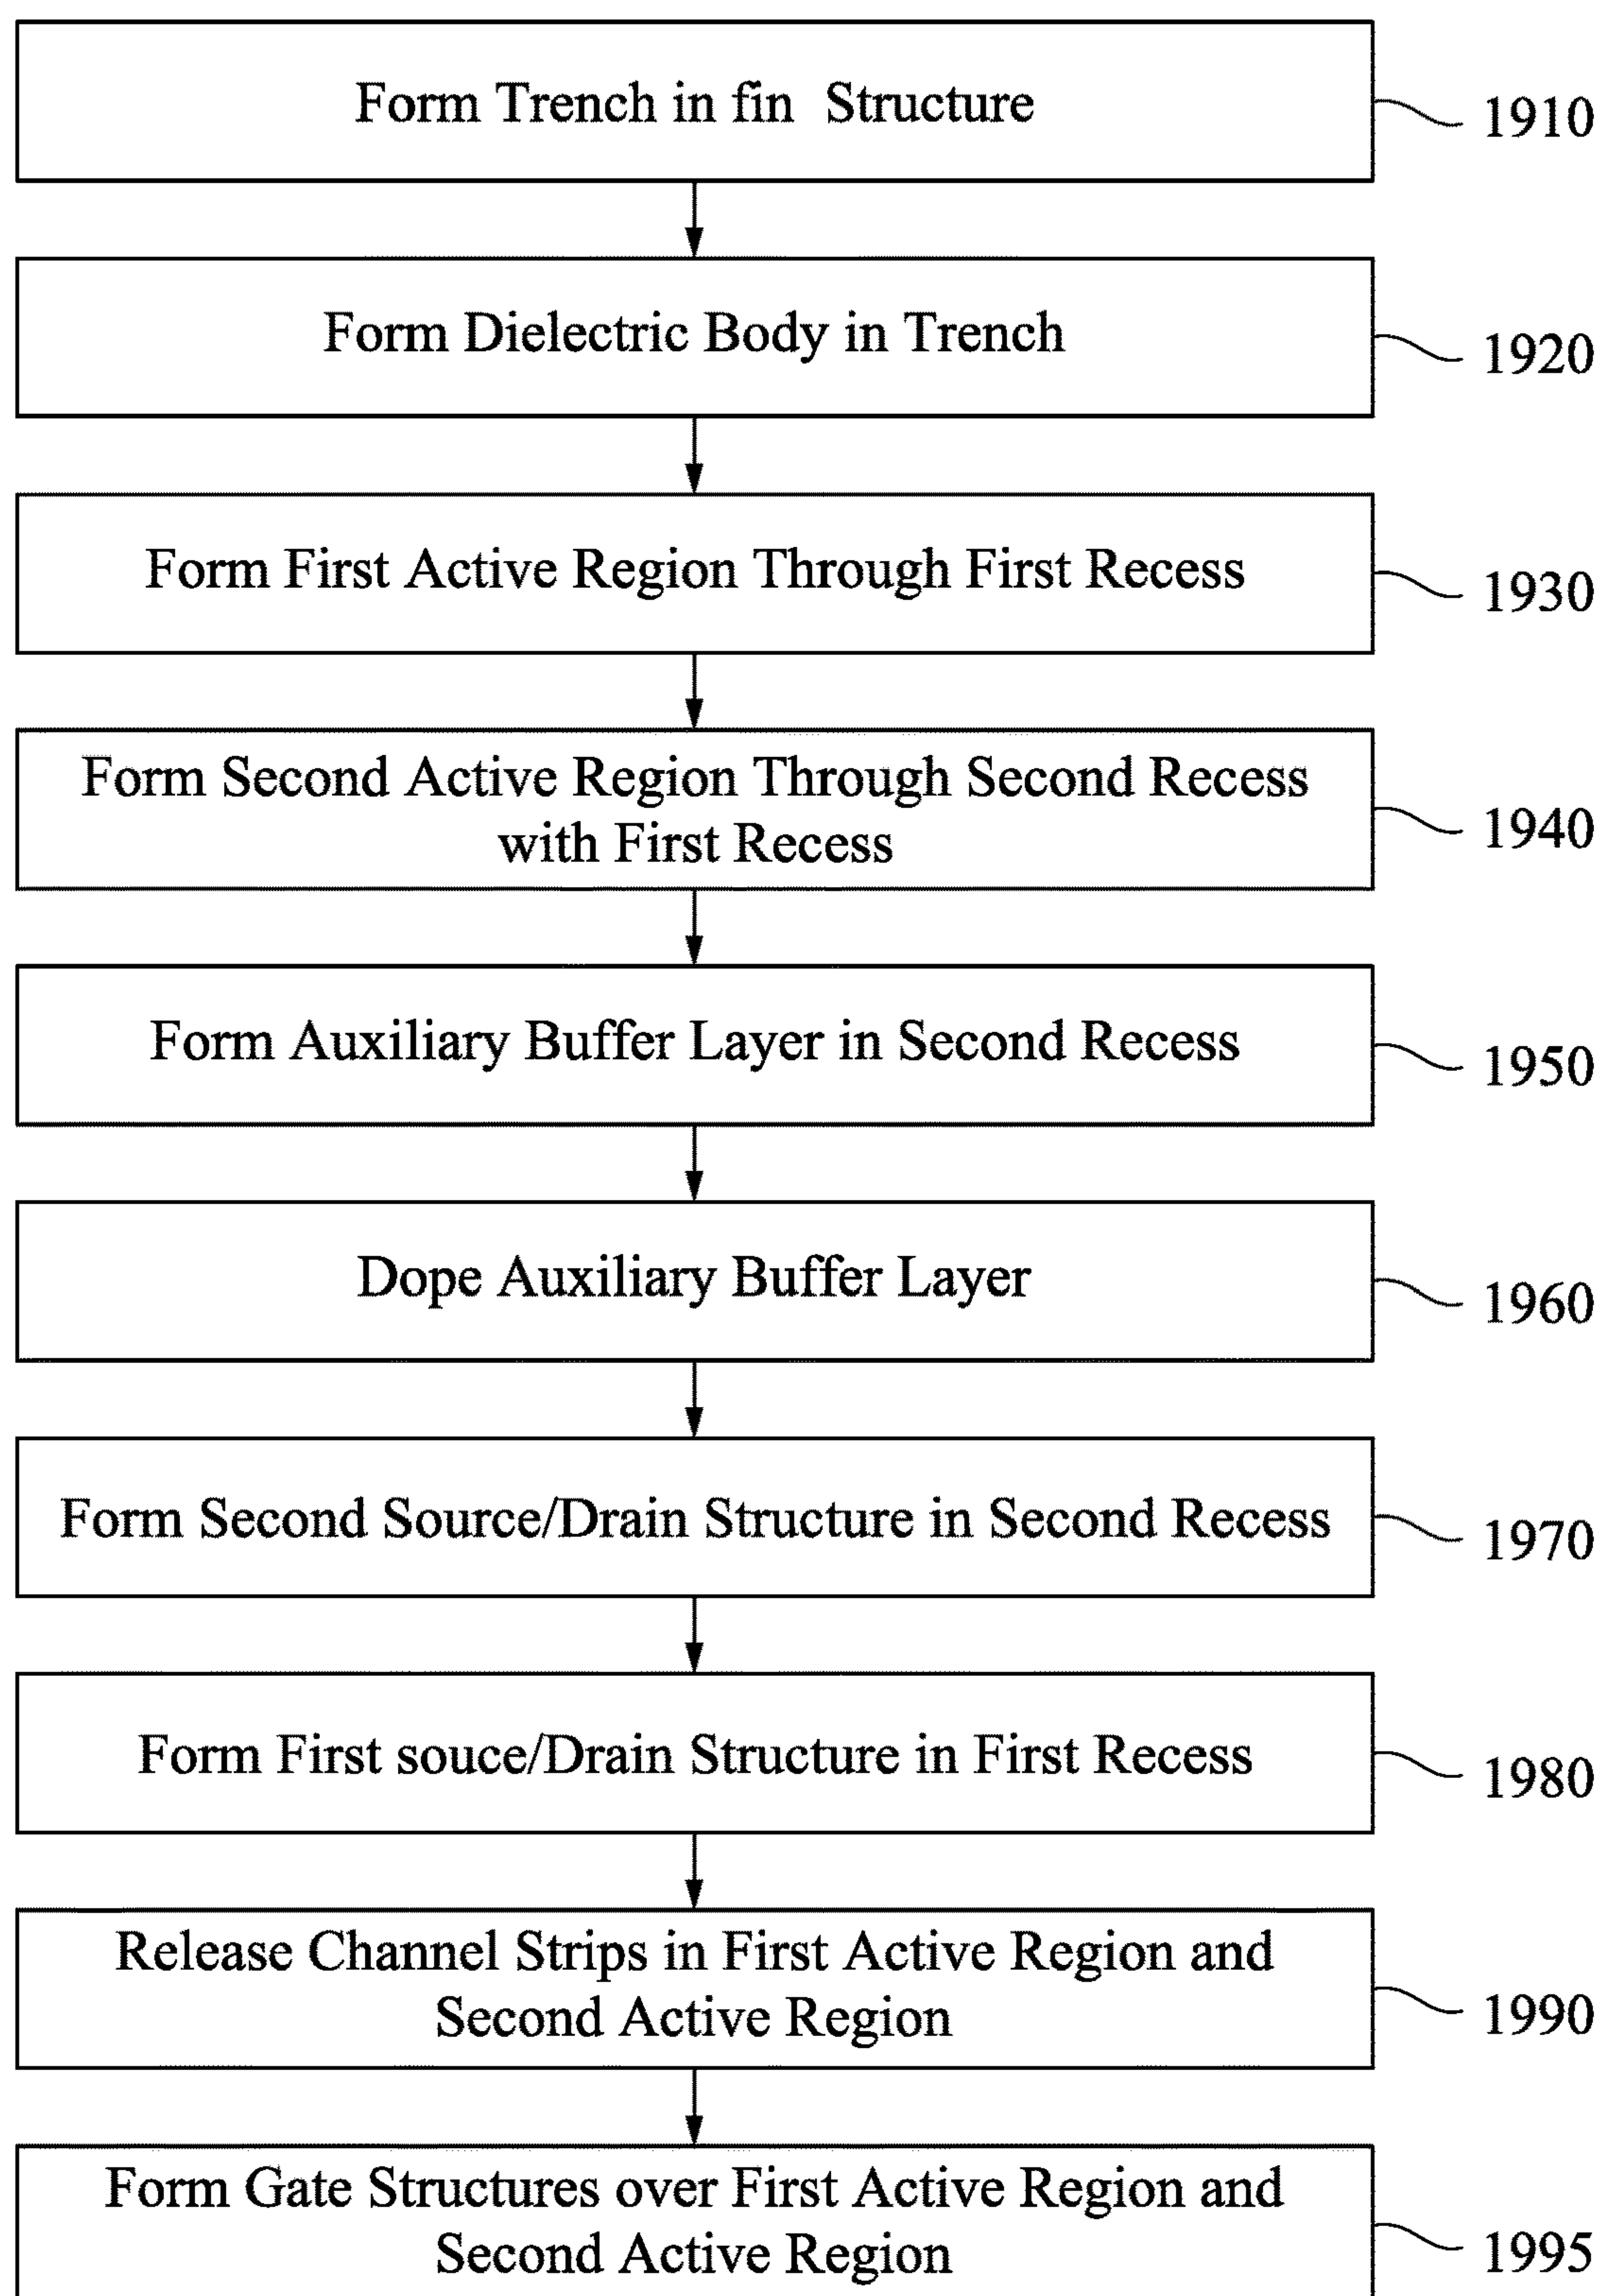 Form Trench in fin Structure
1910
Form Dielectric Body in Trench
1920
Form First Active Region Through First Recess
1930
Form Second Active Region Through Second Recess
with First Recess
1940
Form Auxiliary Buffer Layer in Second Recess
1950
Dope Auxiliary Buffer Layer
1960
Form Second Source/Drain Structure in Second Recess
1970
Form First souce/Drain Structure in First Recess
1980
Release Channel Strips in First Active Region and
Second Active Region
1990
Form Gate Structures over First Active Region and
Second Active Region
1995